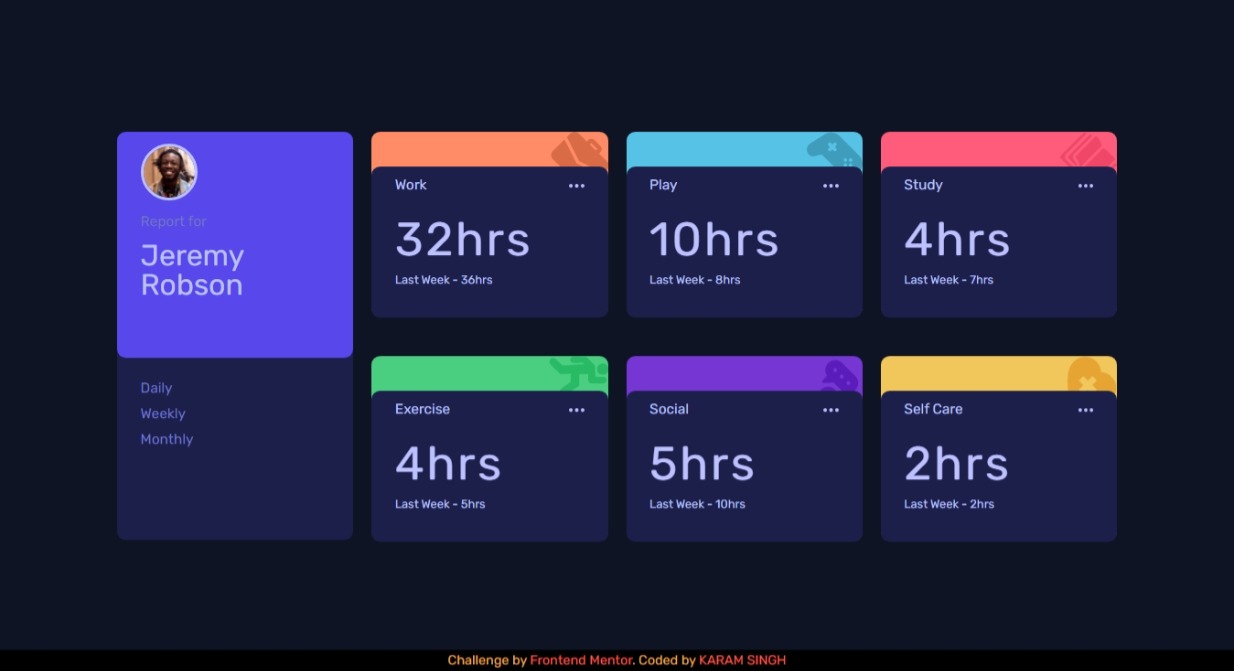 Report for
Jeremy
Robson
Daily
Weekly
Monthly
Work
32hrs
Last Week - 36hrs
Play
10hrs
Last Week - 8hrs
Study
4hrs
Last Week - 7hrs
Exercise
4hrs
Last Week - 5hrs
Social
5hrs
Last Week - 10hrs
Self Care
2hrs
Last Week - 2hrs
Challenge by Frontend Mentor. Coded by KARAM SINGH